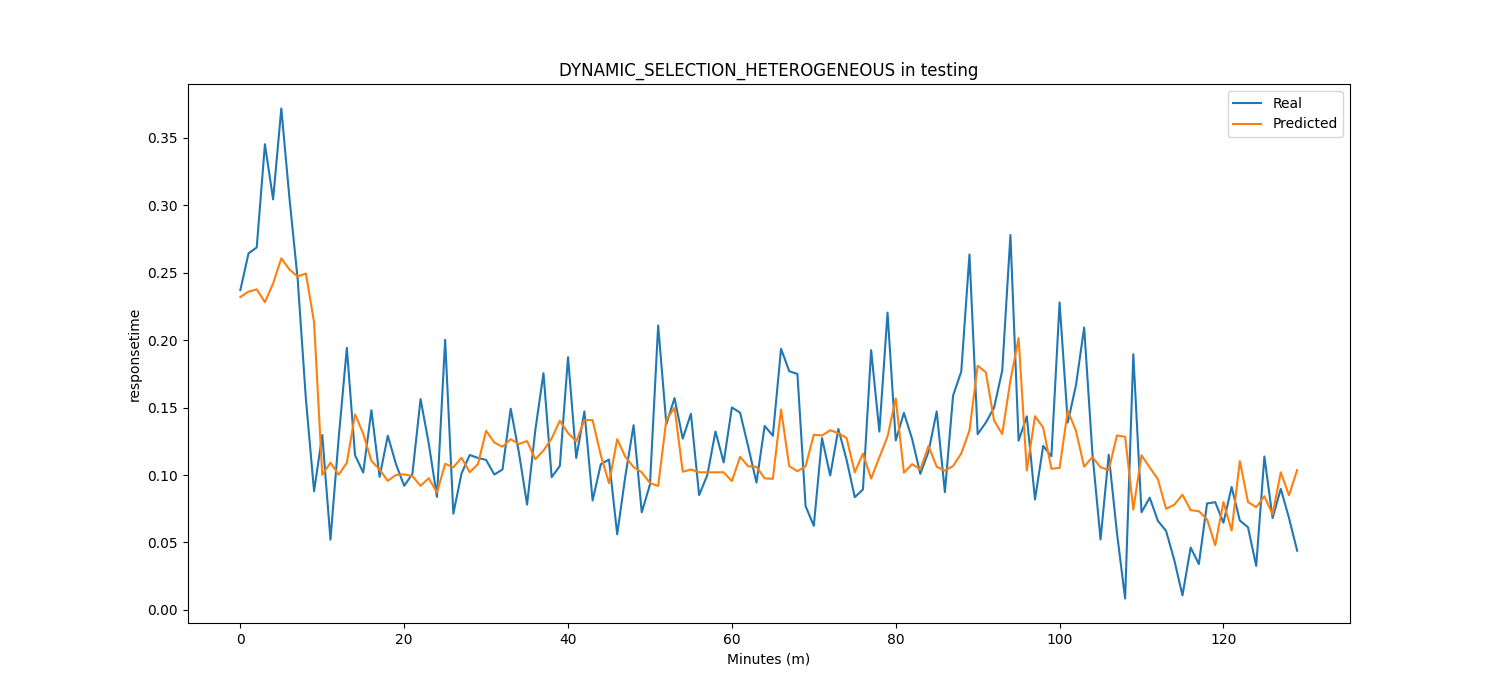 DYNAMIC_SELECTION_HETEROGENEOUS in testing
Real
Predicted
responsetime
0.35
0.30
0.25
0.20
0.15
0.10
0.05
0.00
0 20 40 60 80 100 120
Minutes (m)